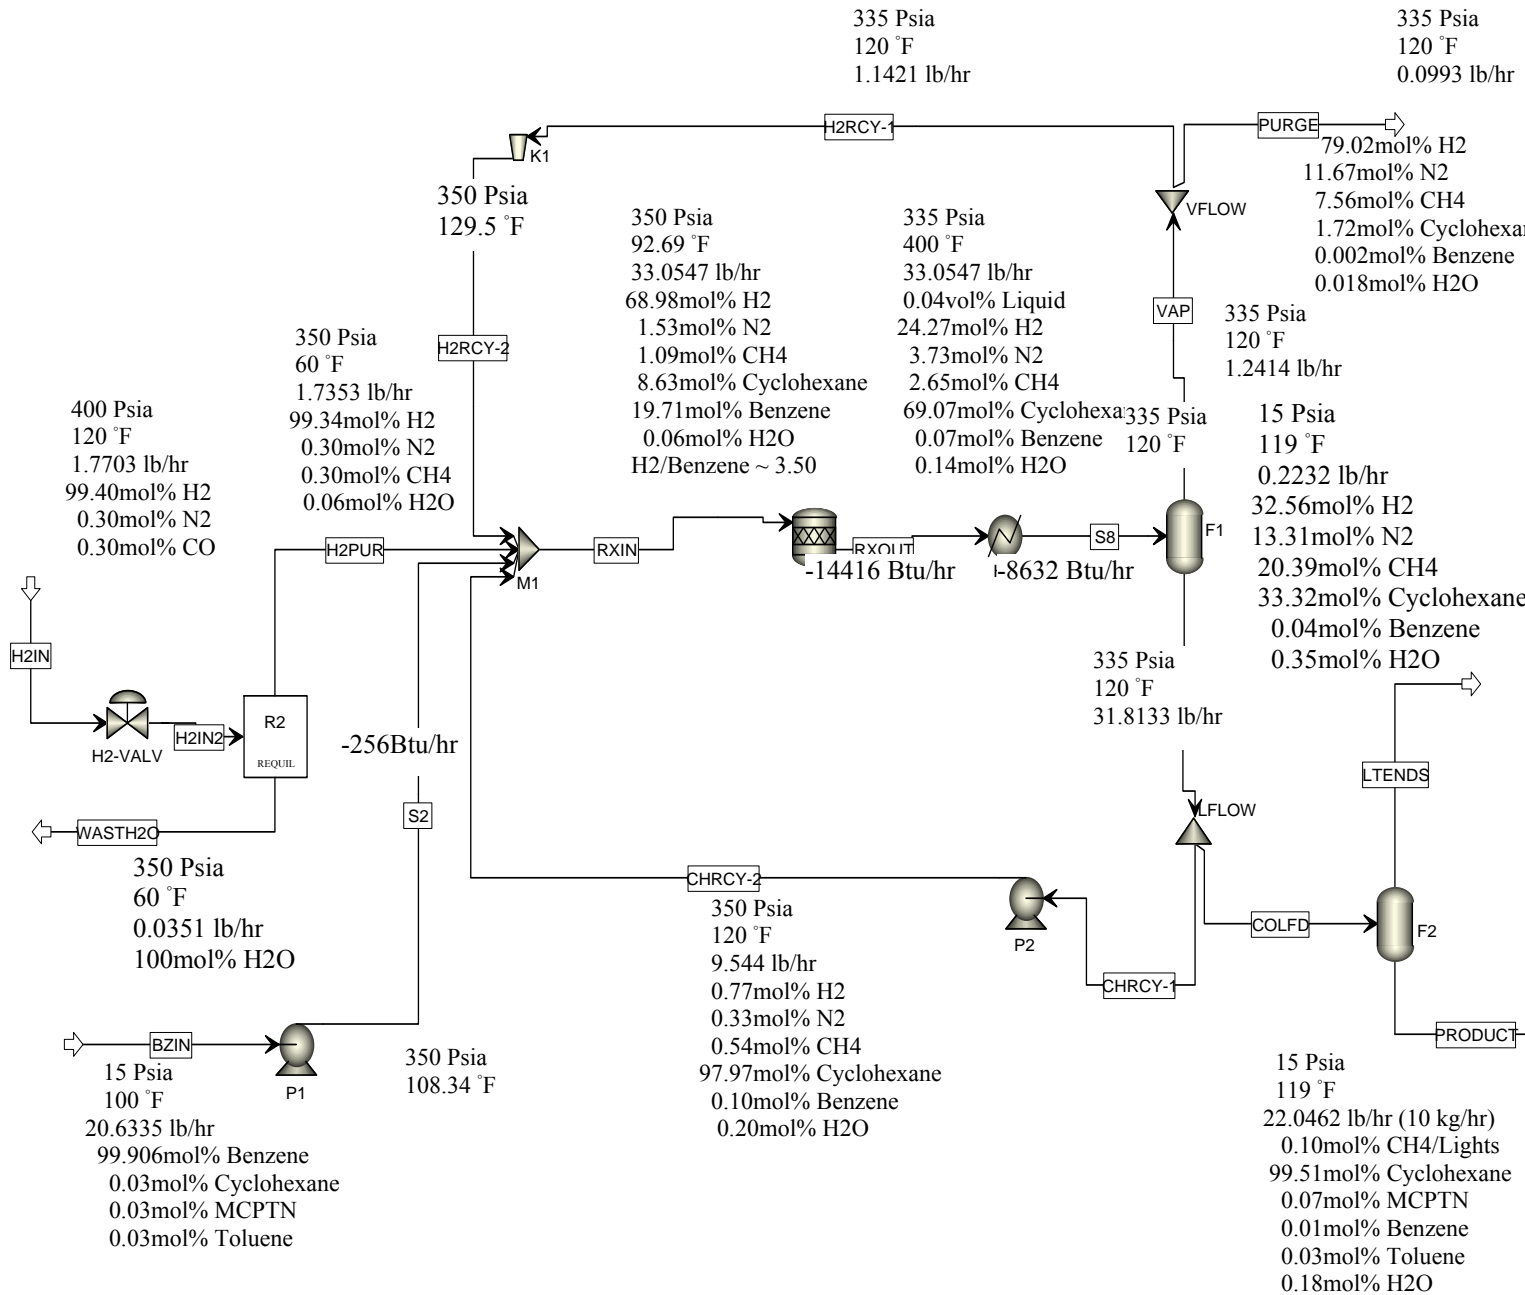 335 Psia
120 °F
1.1421 lb/hr
335 Psia
120 °F
0.0993 lb/hr
H2RCY-1
PURGE
K1
79.02mol% H2
11.67mol% N2
7.56mol% CH4
1.72mol% Cyclohexan
0.002mol% Benzene
0.018mol% H2O
VFLOW
350 Psia
129.5 °F
350 Psia
92.69 °F
33.0547 lb/hr
68.98mol% H2
1.53mol% N2
1.09mol% CH4
8.63mol% Cyclohexane
19.71mol% Benzene
0.06mol% H2O
H2/Benzene ~ 3.50
335 Psia
400 °F
33.0547 lb/hr
0.04vol% Liquid
24.27mol% H2
3.73mol% N2
2.65mol% CH4
69.07mol% Cyclohexa
0.07mol% Benzene
0.14mol% H2O
VAP
335 Psia
120 °F
1.2414 lb/hr
H2RCY-2
350 Psia
60 °F
1.7353 lb/hr
99.34mol% H2
0.30mol% N2
0.30mol% CH4
0.06mol% H2O
400 Psia
120 °F
1.7703 lb/hr
99.40mol% H2
0.30mol% N2
0.30mol% CO
335 Psia
120 °F
15 Psia
119 °F
0.2232 lb/hr
32.56mol% H2
13.31mol% N2
20.39mol% CH4
33.32mol% Cyclohexane
0.04mol% Benzene
0.35mol% H2O
H2PUR
M1
RXIN
RXOUT
-14416 Btu/hr
-8632 Btu/hr
S8
F1
H2IN
H2-VALV
H2IN2
R2
REQUIL
-256Btu/hr
335 Psia
120 °F
31.8133 lb/hr
S2
LTENDS
LFLOW
WASTH2O
350 Psia
60 °F
0.0351 lb/hr
100mol% H2O
CHRCY-2
350 Psia
120 °F
9.544 lb/hr
0.77mol% H2
0.33mol% N2
0.54mol% CH4
97.97mol% Cyclohexane
0.10mol% Benzene
0.20mol% H2O
P2
CHRCY-1
COLFD
F2
PRODUCT
BZIN
P1
15 Psia
100 °F
20.6335 lb/hr
99.906mol% Benzene
0.03mol% Cyclohexane
0.03mol% MCPTN
0.03mol% Toluene
350 Psia
108.34 °F
15 Psia
119 °F
22.0462 lb/hr (10 kg/hr)
0.10mol% CH4/Lights
99.51mol% Cyclohexane
0.07mol% MCPTN
0.01mol% Benzene
0.03mol% Toluene
0.18mol% H2O